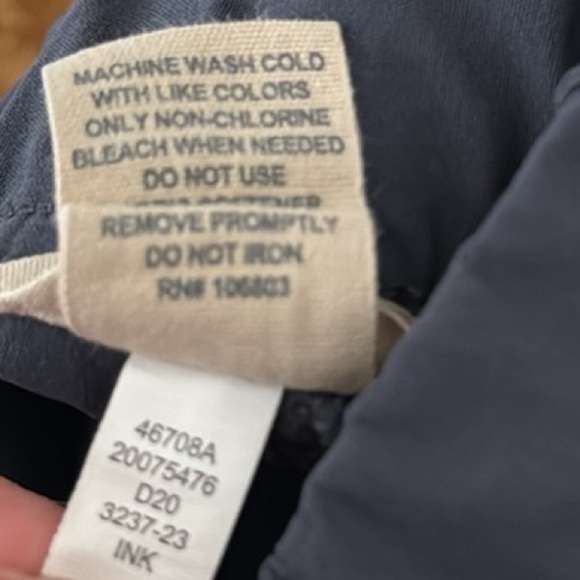 MACHINE WASH COLD
WITH LIKE COLORS
ONLY NON-CHLORINE
BLEACH WHEN NEEDED
DO NOT USE
SOFTENER
REMOVE PROMPTLY
DO NOT IRON
RN# 106803
46708A
20075476
D20
3237-23
INK